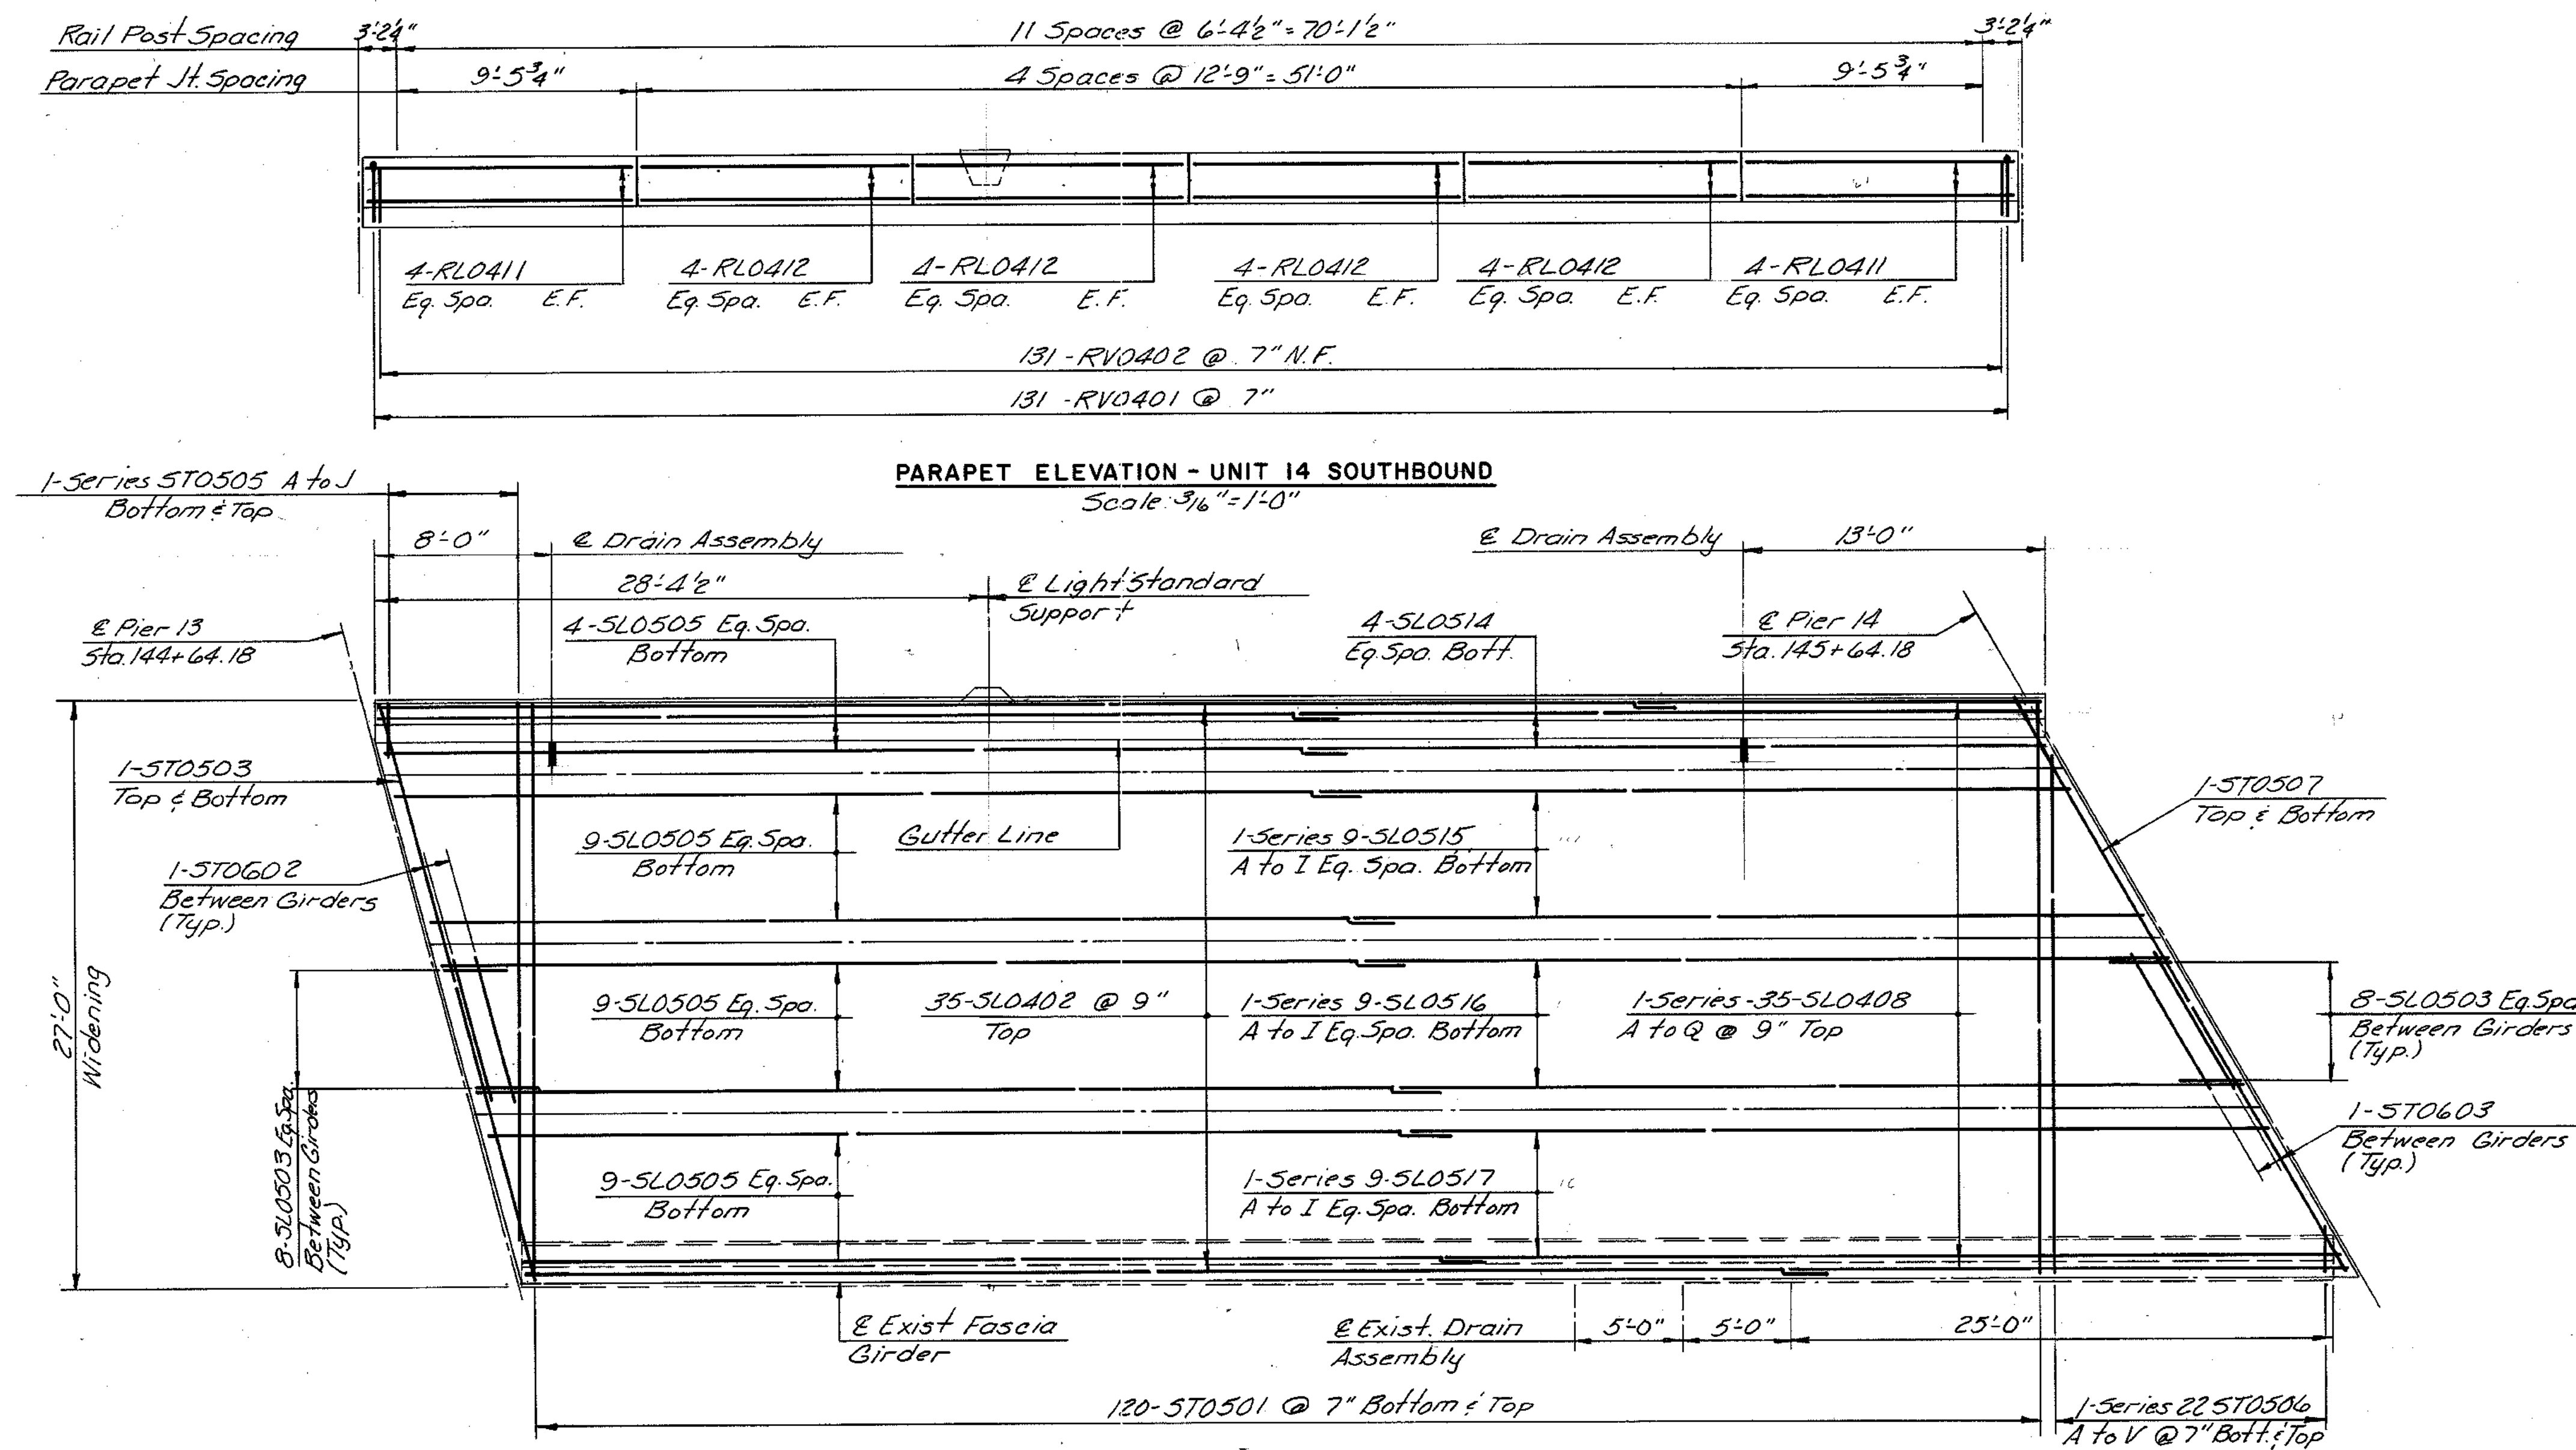 Rail Post Spacing 3'-2¼" 11 Spaces @ 6'-4½" = 70'-1½" 3'-2¼"
Parapet Jt. Spacing 9'-5¾" 4 Spaces @ 12'-9" = 51'-0" 9'-5¾"
4-RL0411 4-RL0412 4-RL0412 4-RL0412 4-RL0412 4-RL0411
Eq. Spa. E.F. Eq. Spa. E.F. Eq. Spa. E.F. Eq. Spa. E.F. Eq. Spa. E.F. Eq. Spa. E.F.
131-RV0402 @ 7" N.F.
131-RV0401 @ 7"
PARAPET ELEVATION - UNIT 14 SOUTHBOUND
Scale: 3/16" = 1'-0"
1-Series ST0505 A to J
Bottom & Top
8'-0" ℄ Drain Assembly
℄ Drain Assembly 13'-0"
28'-4½" ℄ Light Standard
Support
℄ Pier 13
Sta. 144+64.18
4-SL0505 Eq. Spa.
Bottom
4-SL0514
Eq. Spa. Bott.
℄ Pier 14
Sta. 145+64.18
1-ST0503
Top & Bottom
1-ST0507
Top & Bottom
1-ST0602
Between Girders
(Typ.)
9-SL0505 Eq. Spa.
Bottom
Gutter Line
1-Series 9-SL0515
A to I Eq. Spa. Bottom
27'-0"
Widening
9-SL0505 Eq. Spa.
Bottom
35-SL0402 @ 9"
Top
1-Series 9-SL0516
A to I Eq. Spa. Bottom
1-Series-35-SL0408
A to Q @ 9" Top
8-SL0503 Eq. Spa
Between Girders
(Typ.)
8-SL0503 Eq. Spa.
Between Girders
(Typ.)
9-SL0505 Eq. Spa.
Bottom
1-Series 9-SL0517
A to I Eq. Spa. Bottom
1-ST0603
Between Girders
(Typ.)
℄ Exist Fascia
Girder
℄ Exist. Drain
Assembly
5'-0" 5'-0" 25'-0"
120-ST0501 @ 7" Bottom & Top
1-Series 22 ST0506
A to V @ 7" Bott. & Top